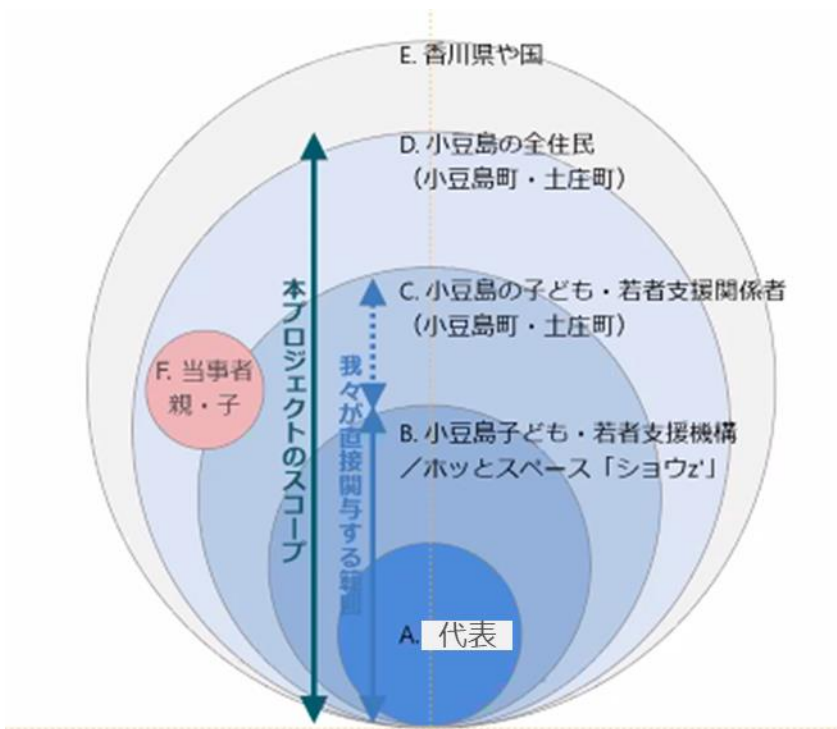 E. 香川県や国
D. 小豆島の全住民
（小豆島町・土庄町）
C. 小豆島の子ども・若者支援関係者
（小豆島町・土庄町）
F. 当事者
親・子
B. 小豆島子ども・若者支援機構
／ホッとスペース「ショウz'」
A. 代表
本プロジェクトのスコープ
我々が直接関与する範囲